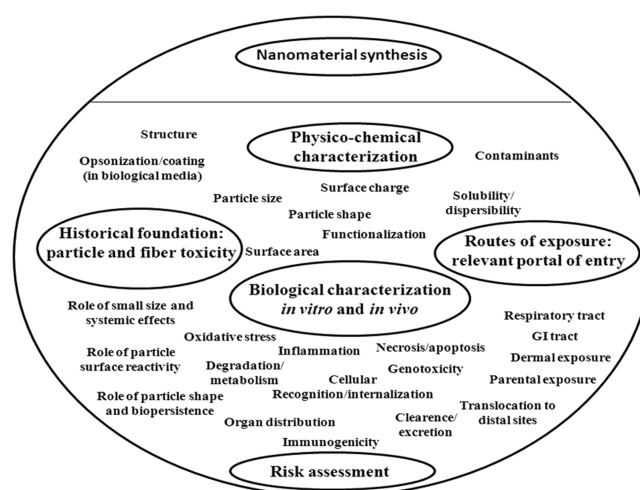 Nanomaterial synthesis
Structure
Physico-chemical
characterization
Contaminants
Opsonization/coating
(in biological media)
Surface charge
Particle size
Solubility/
dispersibility
Particle shape
Historical foundation:
particle and fiber toxicity
Functionalization
Surface area
Routes of exposure:
relevant portal of entry
Biological characterization
in vitro and in vivo
Role of small size and
systemic effects
Respiratory tract
Oxidative stress
GI tract
Inflammation
Necrosis/apoptosis
Role of particle
surface reactivity
Dermal exposure
Degradation/
metabolism
Genotoxicity
Cellular
Parental exposure
Recognition/internalization
Role of particle shape
and biopersistence
Translocation to
distal sites
Organ distribution
Clearence/
excretion
Immunogenicity
Risk assessment